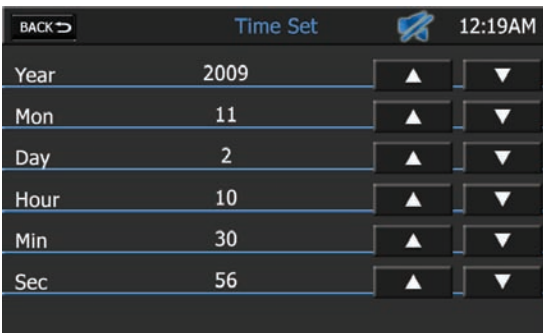 BACK Time Set 12:19AM
Year 2009
Mon 11
Day 2
Hour 10
Min 30
Sec 56